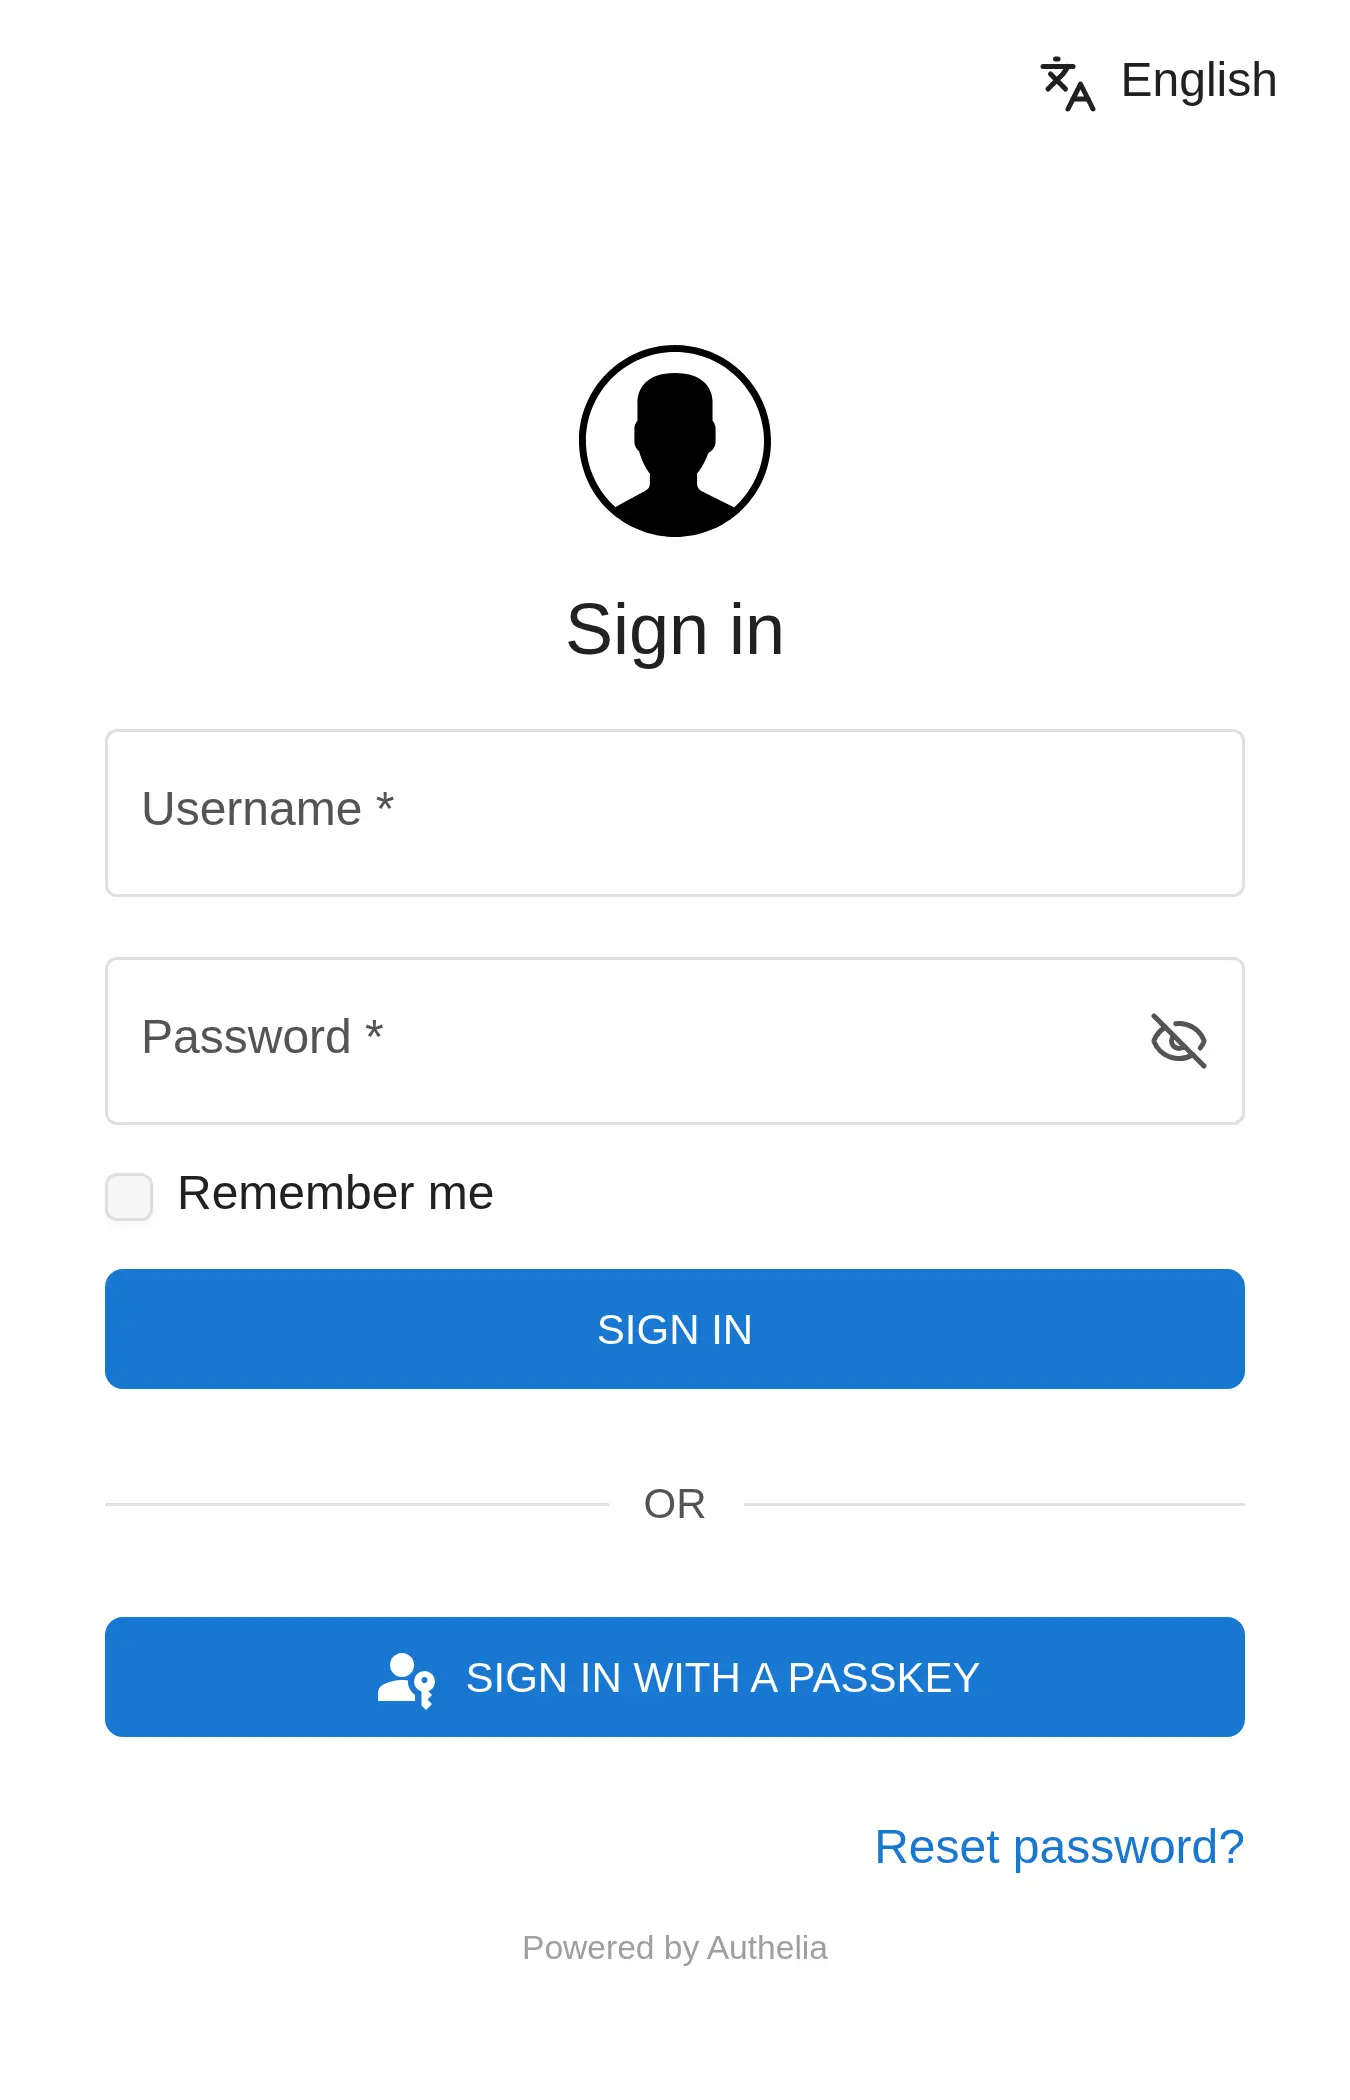 English
Sign in
Username *
Password *
Remember me
SIGN IN
OR
SIGN IN WITH A PASSKEY
Reset password?
Powered by Authelia